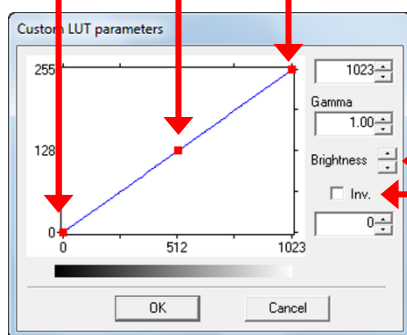 Custom LUT parameters
255
128
0
0 512 1023
1023
Gamma
1.00
Brightness
Inv.
0
OK Cancel